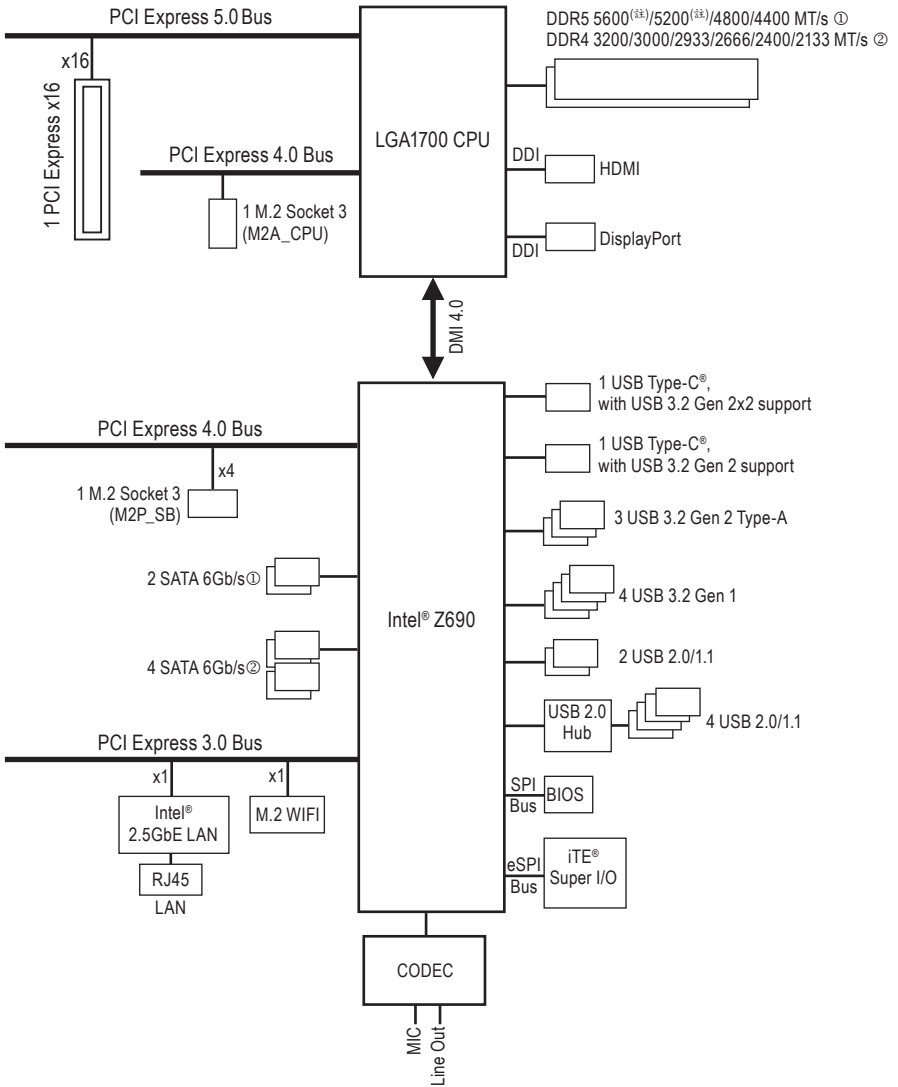 PCI Express 5.0 Bus
x16
1 PCI Express x16
PCI Express 4.0 Bus
1 M.2 Socket 3
(M2A_CPU)
LGA1700 CPU
DDR5 5600(註)/5200(註)/4800/4400 MT/s ①
DDR4 3200/3000/2933/2666/2400/2133 MT/s ②
DDI
HDMI
DDI
DisplayPort
DMI 4.0
PCI Express 4.0 Bus
x4
1 M.2 Socket 3
(M2P_SB)
2 SATA 6Gb/s①
4 SATA 6Gb/s②
PCI Express 3.0 Bus
x1
x1
Intel®
2.5GbE LAN
M.2 WIFI
RJ45
LAN
Intel® Z690
1 USB Type-C®,
with USB 3.2 Gen 2x2 support
1 USB Type-C®,
with USB 3.2 Gen 2 support
3 USB 3.2 Gen 2 Type-A
4 USB 3.2 Gen 1
2 USB 2.0/1.1
USB 2.0
Hub
4 USB 2.0/1.1
SPI
Bus
BIOS
eSPI
Bus
iTE®
Super I/O
CODEC
MIC
Line Out